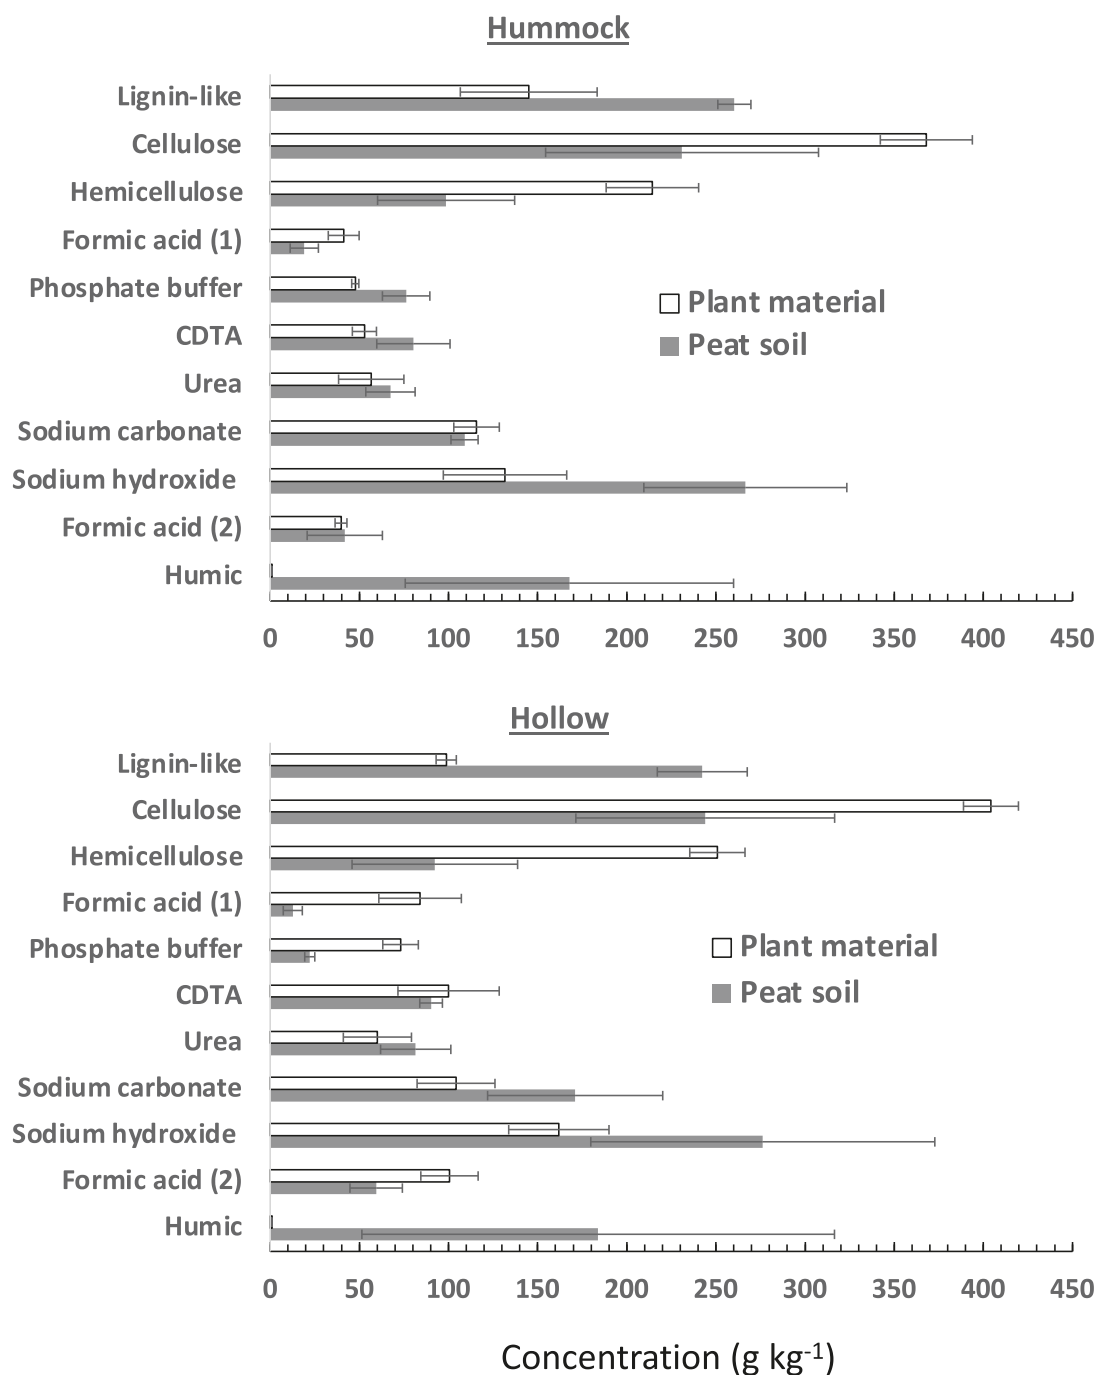 Hummock
Lignin-like
Cellulose
Hemicellulose
Formic acid (1)
Phosphate buffer
CDTA
Urea
Sodium carbonate
Sodium hydroxide
Formic acid (2)
Humic
Plant material
Peat soil
0 50 100 150 200 250 300 350 400 450
Hollow
Lignin-like
Cellulose
Hemicellulose
Formic acid (1)
Phosphate buffer
CDTA
Urea
Sodium carbonate
Sodium hydroxide
Formic acid (2)
Humic
Plant material
Peat soil
0 50 100 150 200 250 300 350 400 450
Concentration (g kg⁻¹)